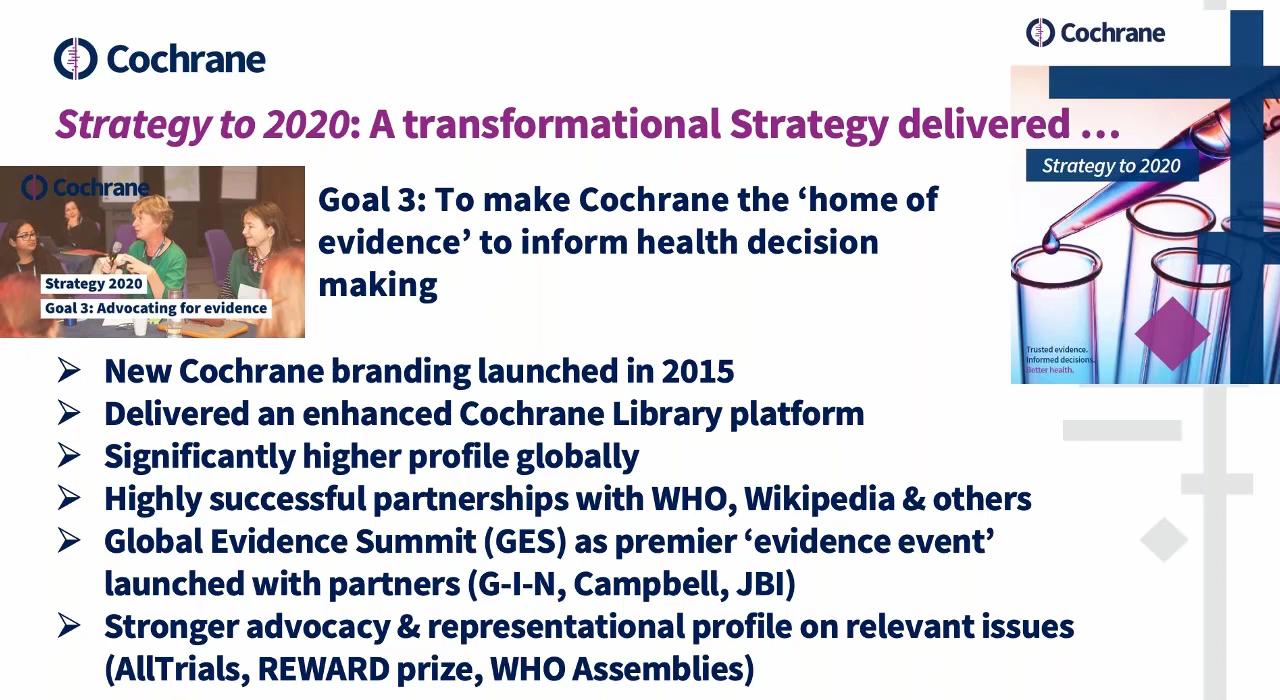 Cochrane
Cochrane
Strategy to 2020: A transformational Strategy delivered …
Strategy to 2020
Cochrane
Strategy 2020
Goal 3: Advocating for evidence
Goal 3: To make Cochrane the ‘home of
evidence’ to inform health decision
making
Trusted evidence.
Informed decisions.
Better health.
➢ New Cochrane branding launched in 2015
➢ Delivered an enhanced Cochrane Library platform
➢ Significantly higher profile globally
➢ Highly successful partnerships with WHO, Wikipedia & others
➢ Global Evidence Summit (GES) as premier ‘evidence event’
launched with partners (G-I-N, Campbell, JBI)
➢ Stronger advocacy & representational profile on relevant issues
(AllTrials, REWARD prize, WHO Assemblies)